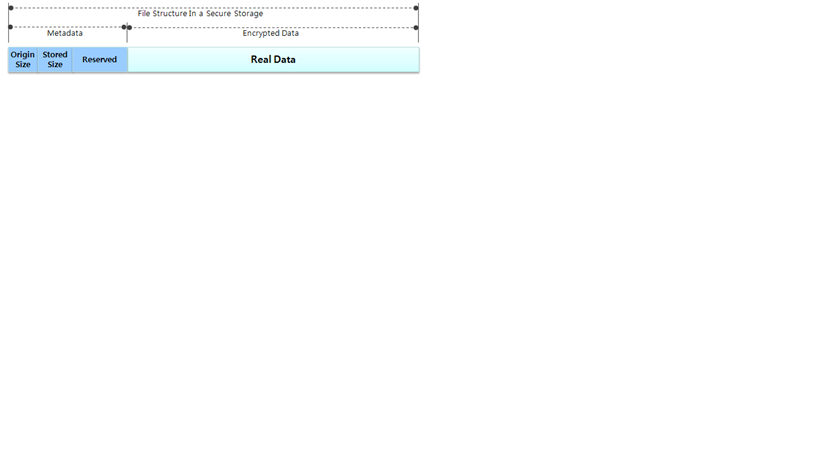 File Structure In a Secure Storage
Metadata
Encrypted Data
Origin
Size
Stored
Size
Reserved
Real Data